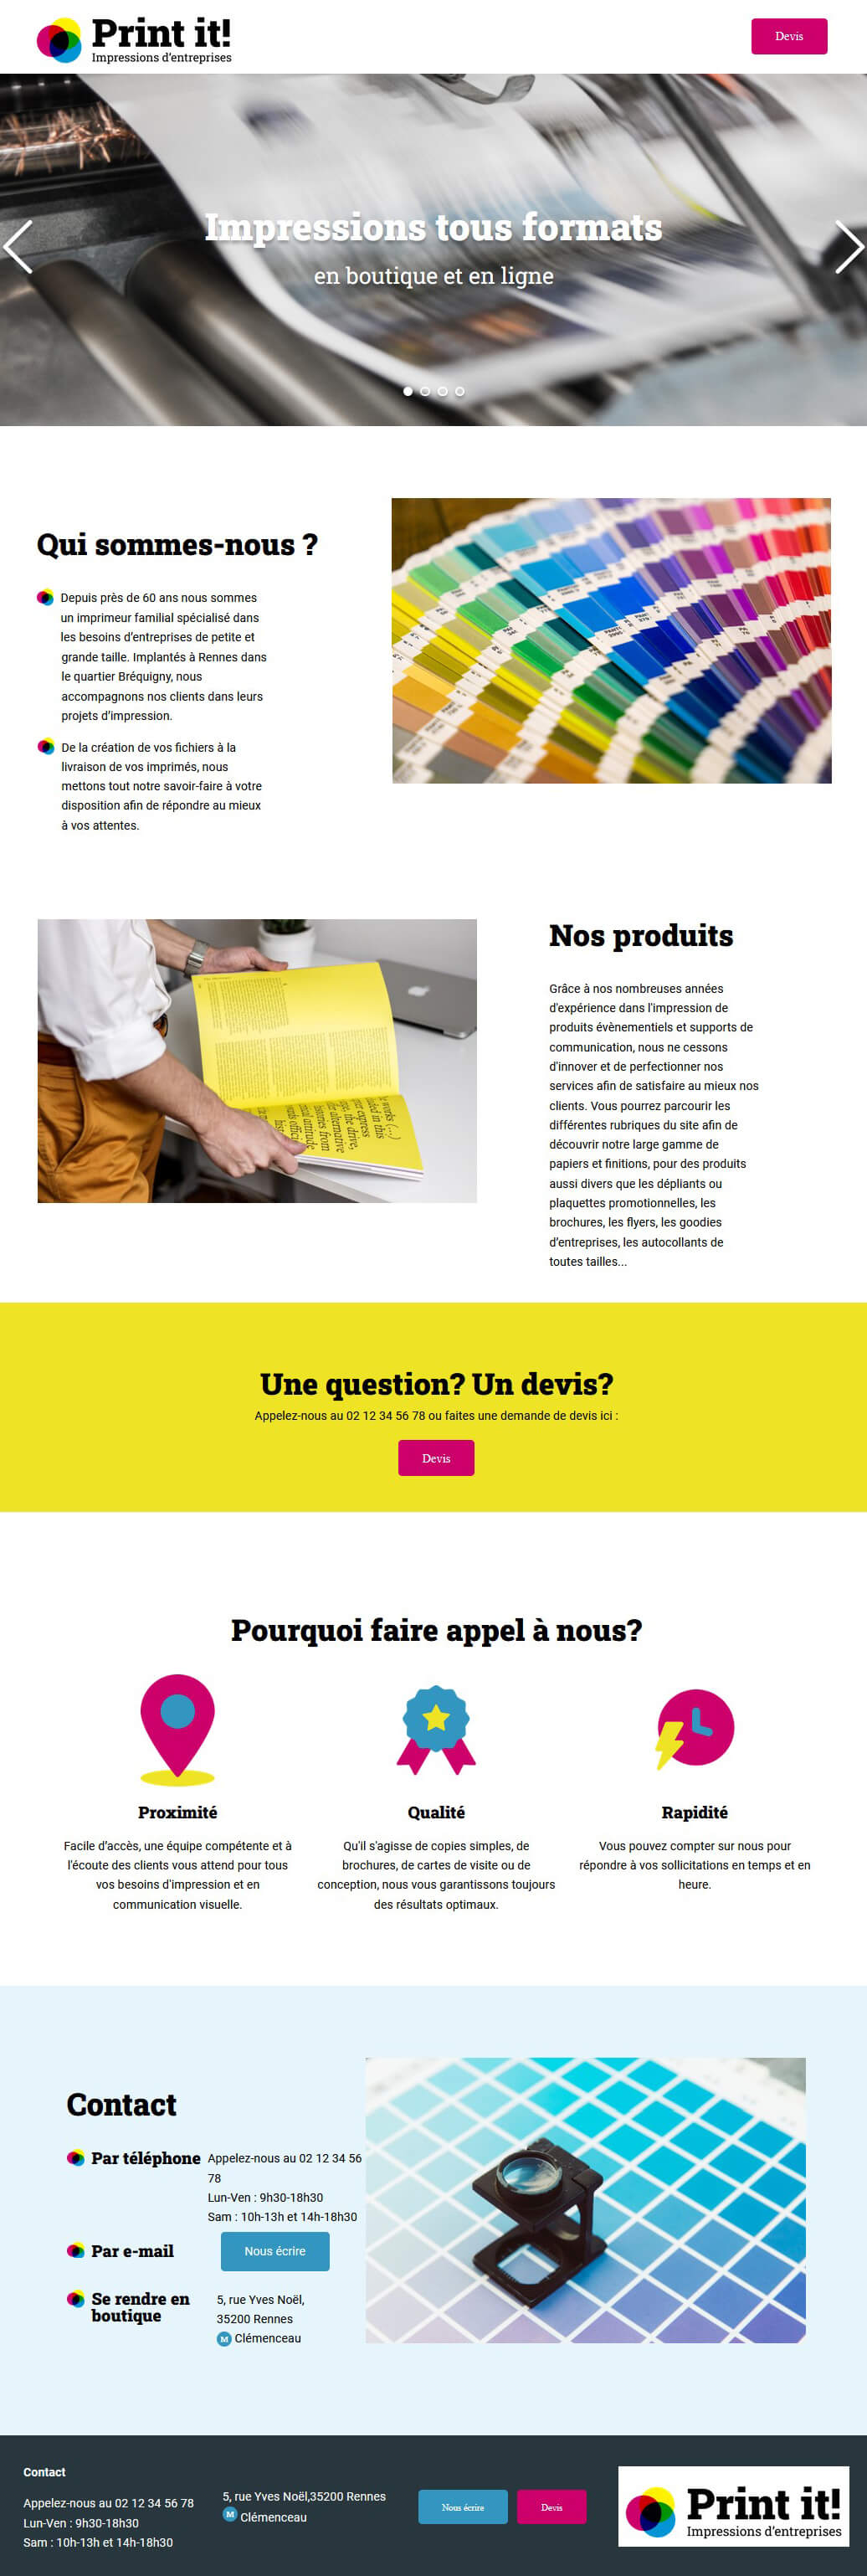 Print it!
Impressions d'entreprises
Devis
Impressions tous formats
en boutique et en ligne
Qui sommes-nous ?
Depuis près de 60 ans nous sommes
un imprimeur familial spécialisé dans
les besoins d'entreprises de petite et
grande taille. Implantés à Rennes dans
le quartier Bréquigny, nous
accompagnons nos clients dans leurs
projets d'impression.
De la création de vos fichiers à la
livraison de vos imprimés, nous
mettons tout notre savoir-faire à votre
disposition afin de répondre au mieux
à vos attentes.
Nos produits
Grâce à nos nombreuses années
d'expérience dans l'impression de
produits évènementiels et supports de
communication, nous ne cessons
d'innover et de perfectionner nos
services afin de satisfaire au mieux nos
clients. Vous pourrez parcourir les
différentes rubriques du site afin de
découvrir notre large gamme de
papiers et finitions, pour des produits
aussi divers que les dépliants ou
plaquettes promotionnelles, les
brochures, les flyers, les goodies
d'entreprises, les autocollants de
toutes tailles...
Une question? Un devis?
Appelez-nous au 02 12 34 56 78 ou faites une demande de devis ici :
Devis
Pourquoi faire appel à nous?
Proximité
Facile d'accès, une équipe compétente et à
l'écoute des clients vous attend pour tous
vos besoins d'impression et en
communication visuelle.
Qualité
Qu'il s'agisse de copies simples, de
brochures, de cartes de visite ou de
conception, nous vous garantissons toujours
des résultats optimaux.
Rapidité
Vous pouvez compter sur nous pour
répondre à vos sollicitations en temps et en
heure.
Contact
Par téléphone
Appelez-nous au 02 12 34 56
78
Lun-Ven : 9h30-18h30
Sam : 10h-13h et 14h-18h30
Par e-mail
Nous écrire
Se rendre en
boutique
5, rue Yves Noël,
35200 Rennes
M Clémenceau
Contact
Appelez-nous au 02 12 34 56 78
Lun-Ven : 9h30-18h30
Sam : 10h-13h et 14h-18h30
5, rue Yves Noël,35200 Rennes
M Clémenceau
Nous écrire
Devis
Print it!
Impressions d'entreprises